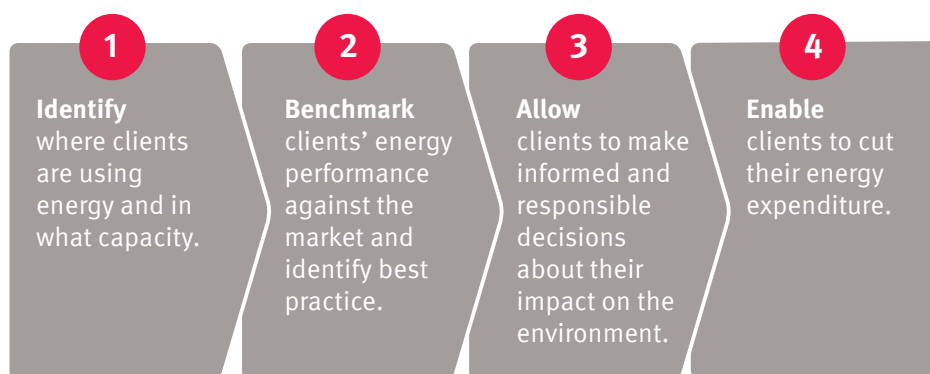 1
Identify
where clients
are using
energy and in
what capacity.
2
Benchmark
clients’ energy
performance
against the
market and
identify best
practice.
3
Allow
clients to make
informed and
responsible
decisions
about their
impact on the
environment.
4
Enable
clients to cut
their energy
expenditure.